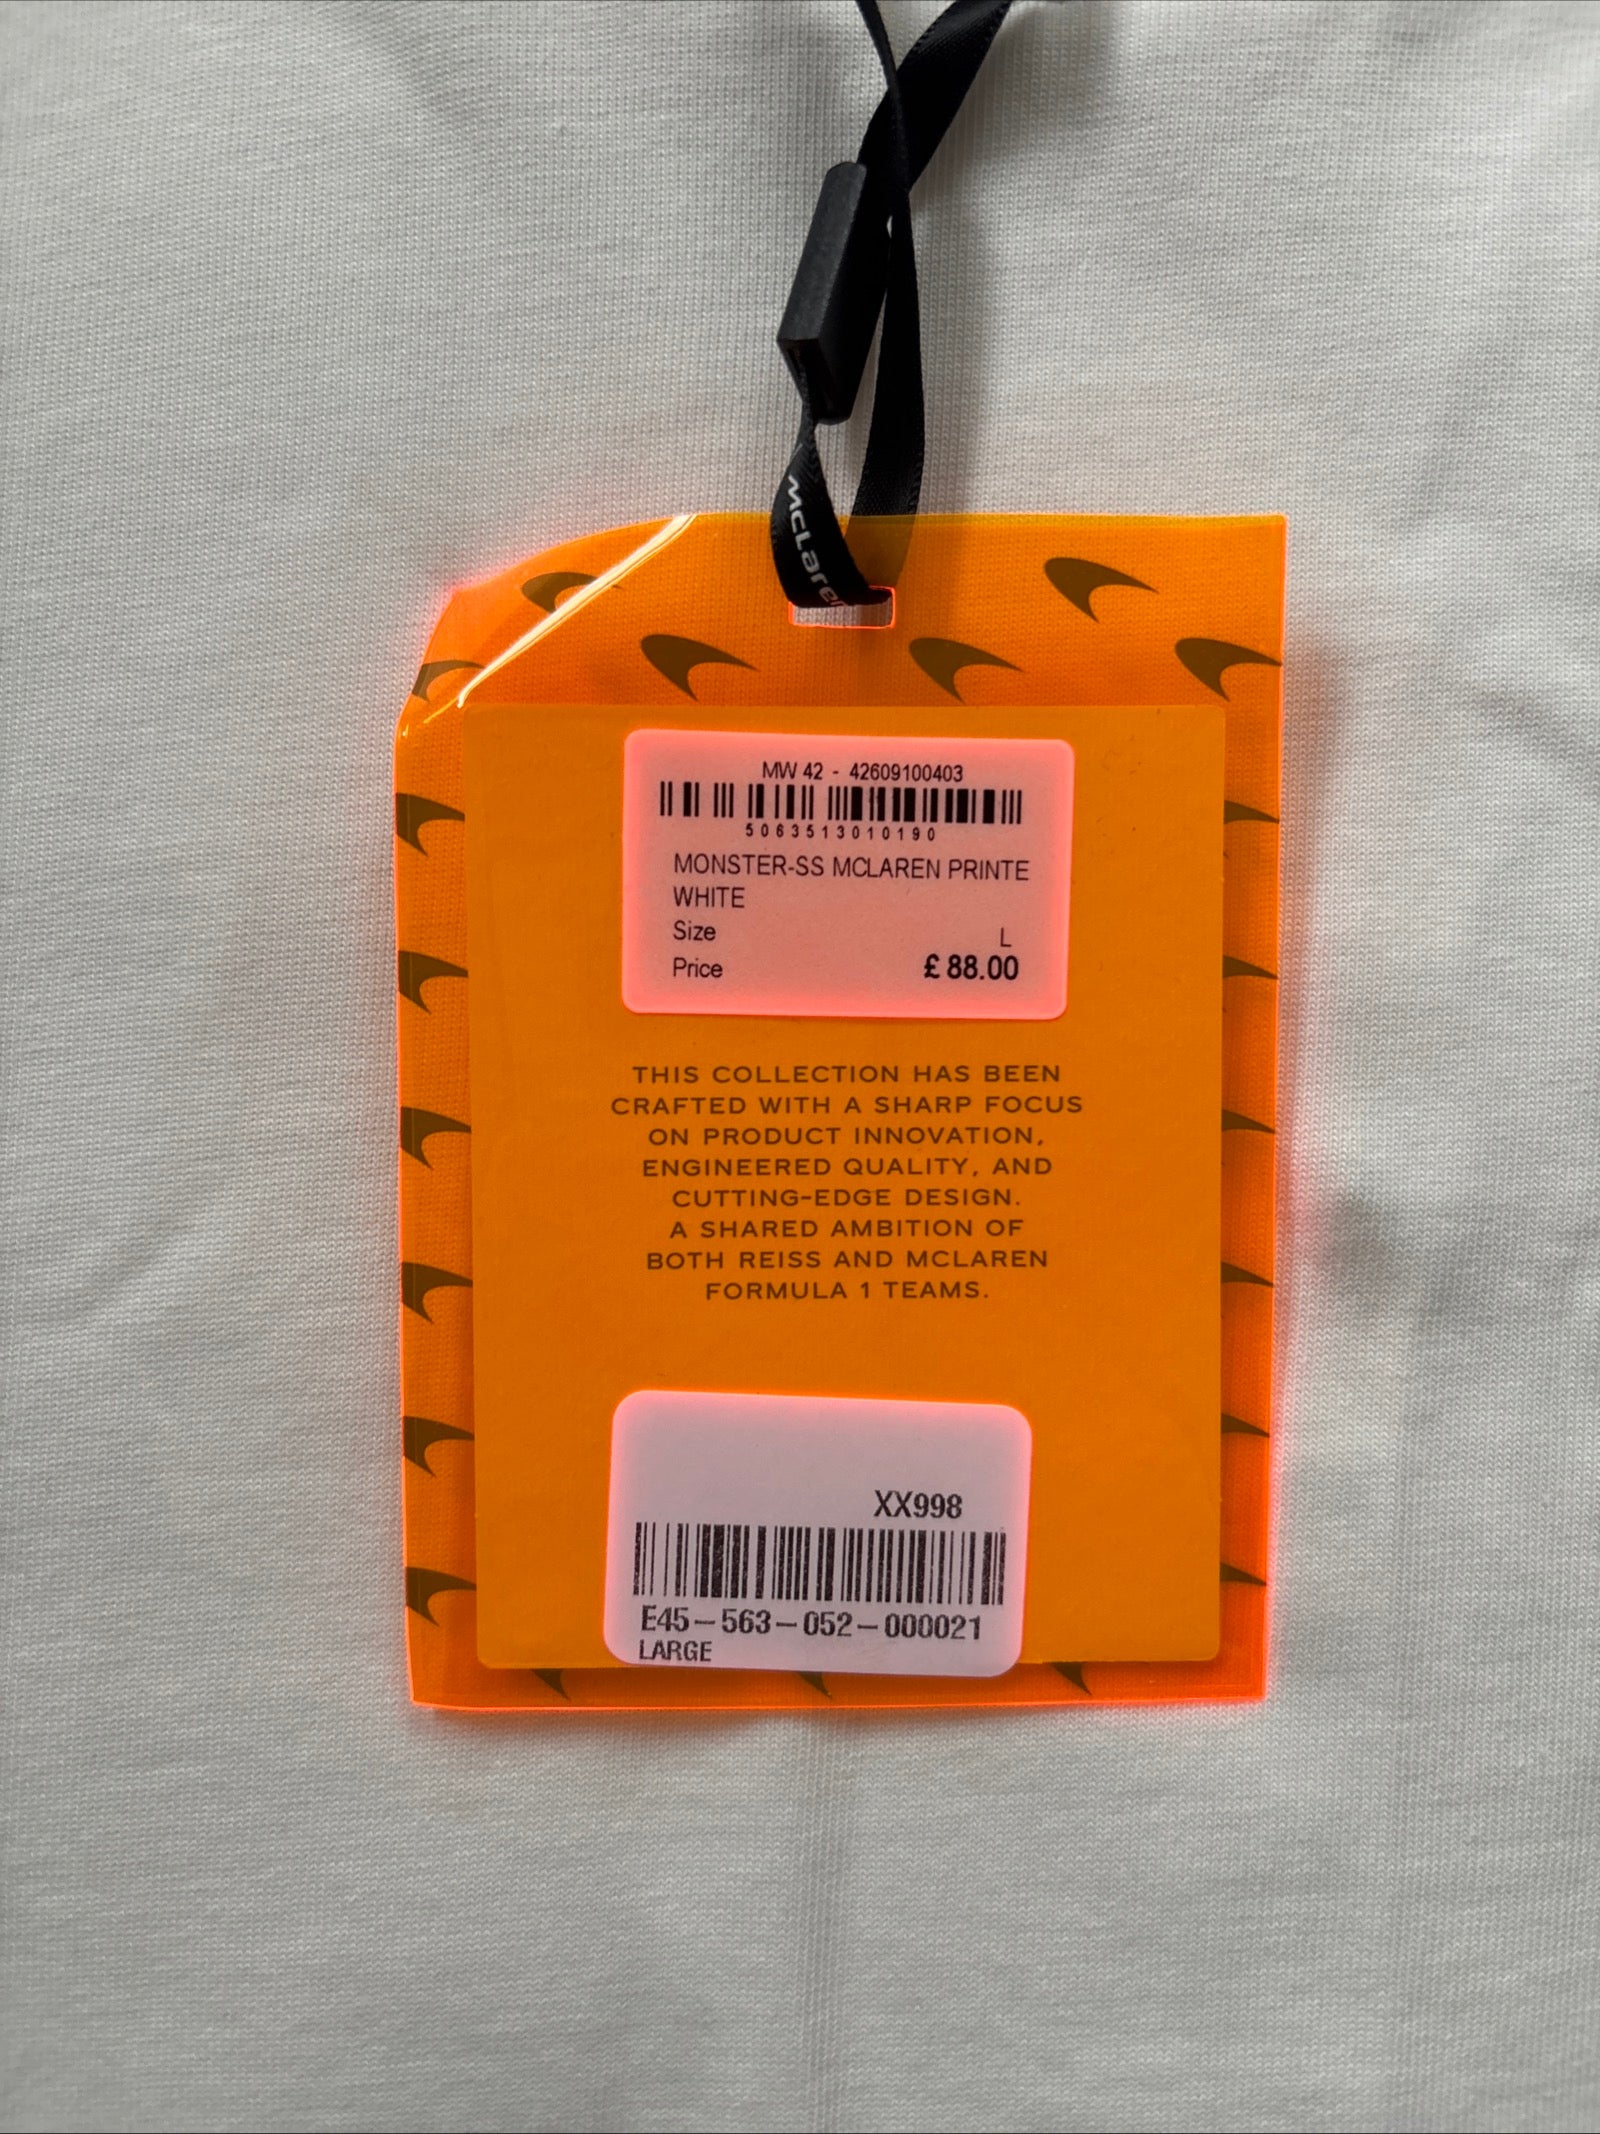 McLaren
MW 42 - 42609100403
5063513010190
MONSTER-SS MCLAREN PRINTE
WHITE
Size L
Price £ 88.00
THIS COLLECTION HAS BEEN
CRAFTED WITH A SHARP FOCUS
ON PRODUCT INNOVATION,
ENGINEERED QUALITY, AND
CUTTING-EDGE DESIGN.
A SHARED AMBITION OF
BOTH REISS AND MCLAREN
FORMULA 1 TEAMS.
XX998
E45-563-052-000021
LARGE